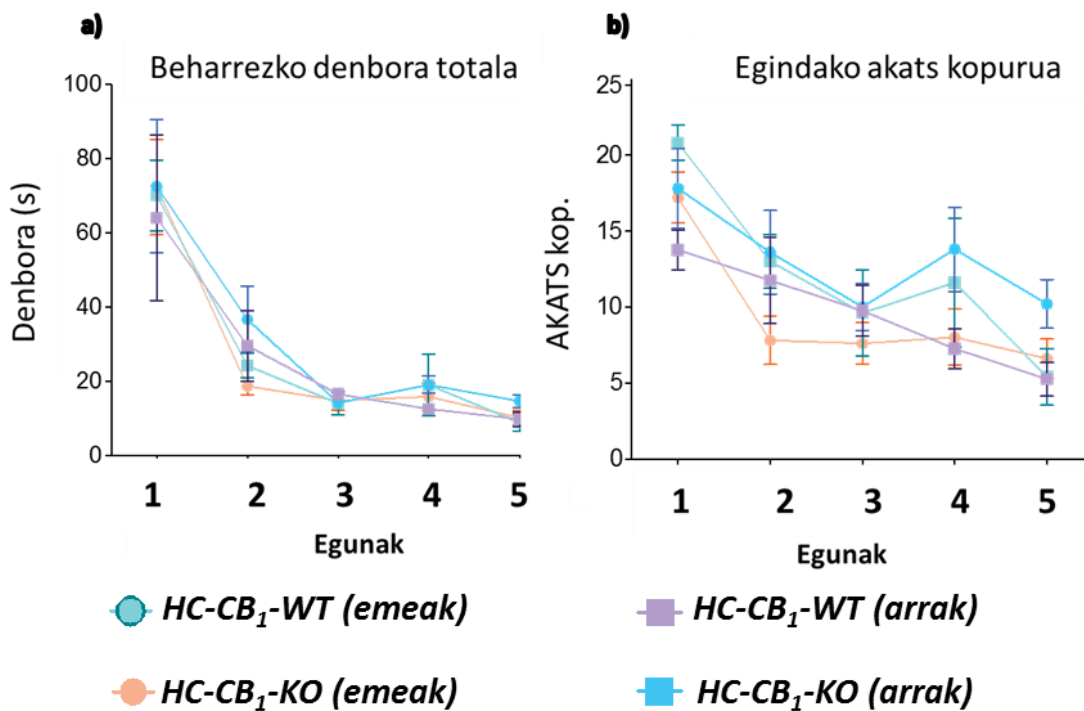 a)
Beharrezko denbora totala
100
80
60
40
20
0
Denbora (s)
1 2 3 4 5
Egunak
b)
Egindako akats kopurua
25
20
15
10
5
0
AKATS kop.
1 2 3 4 5
Egunak
HC-CB₁-WT (emeak)
HC-CB₁-WT (arrak)
HC-CB₁-KO (emeak)
HC-CB₁-KO (arrak)